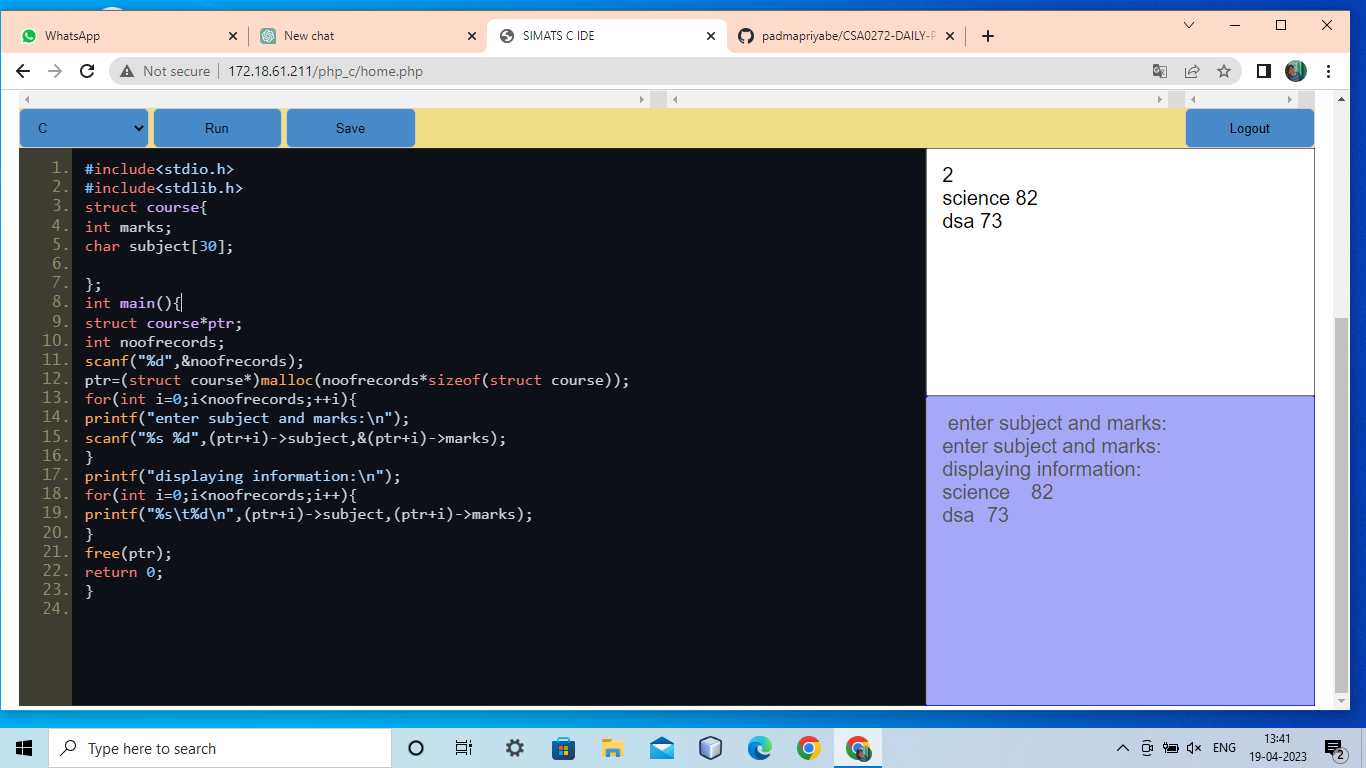 WhatsApp
New chat
SIMATS C IDE
padmapriyabe/CSA0272-DAILY-P
Not secure
172.18.61.211/php_c/home.php
C
Run
Save
Logout
1. #include<stdio.h>
2. #include<stdlib.h>
3. struct course{
4. int marks;
5. char subject[30];
6.
7. };
8. int main(){
9. struct course*ptr;
10. int noofrecords;
11. scanf("%d",&noofrecords);
12. ptr=(struct course*)malloc(noofrecords*sizeof(struct course));
13. for(int i=0;i<noofrecords;++i){
14. printf("enter subject and marks:\n");
15. scanf("%s %d",(ptr+i)->subject,&(ptr+i)->marks);
16. }
17. printf("displaying information:\n");
18. for(int i=0;i<noofrecords;i++){
19. printf("%s\t%d\n",(ptr+i)->subject,(ptr+i)->marks);
20. }
21. free(ptr);
22. return 0;
23. }
24.
2
science 82
dsa 73
enter subject and marks:
enter subject and marks:
displaying information:
science 82
dsa 73
Type here to search
ENG
13:41
19-04-2023
2